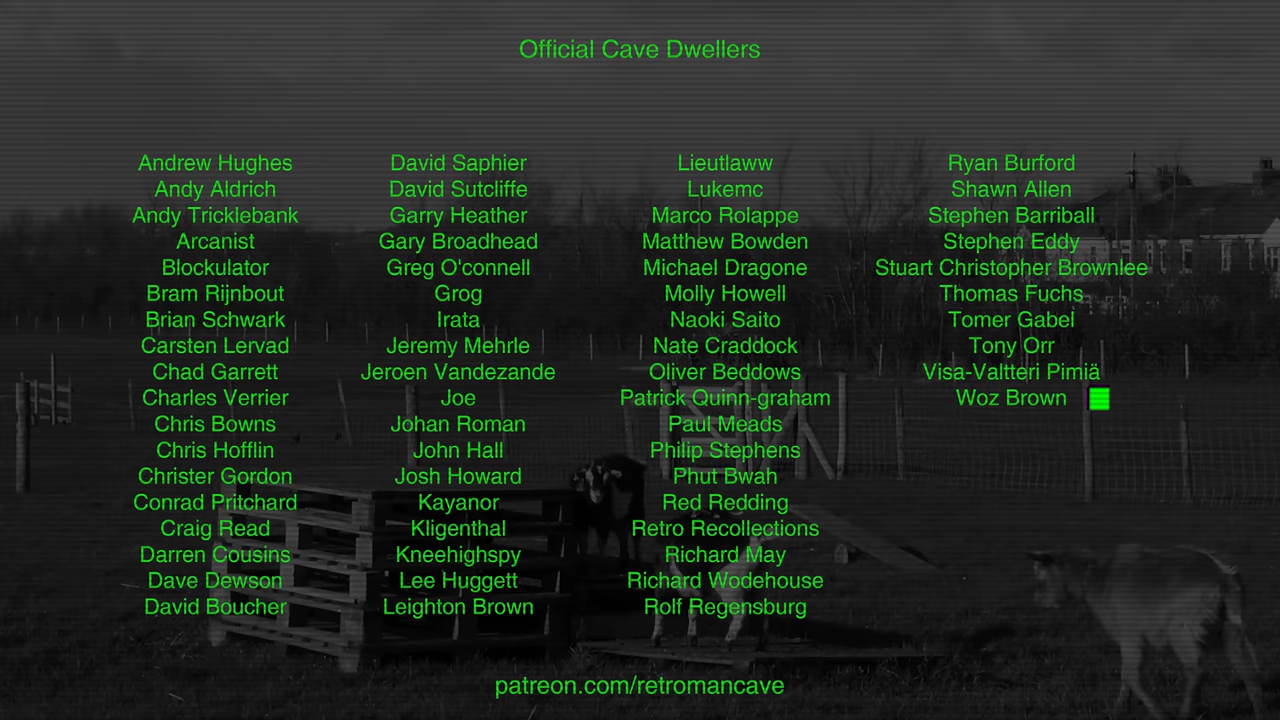 Official Cave Dwellers
Andrew Hughes
Andy Aldrich
Andy Tricklebank
Arcanist
Blockulator
Bram Rijnbout
Brian Schwark
Carsten Lervad
Chad Garrett
Charles Verrier
Chris Bowns
Chris Hofflin
Christer Gordon
Conrad Pritchard
Craig Read
Darren Cousins
Dave Dewson
David Boucher
David Saphier
David Sutcliffe
Garry Heather
Gary Broadhead
Greg O'connell
Grog
Irata
Jeremy Mehrle
Jeroen Vandezande
Joe
Johan Roman
John Hall
Josh Howard
Kayanor
Kligenthal
Kneehighspy
Lee Huggett
Leighton Brown
Lieutlaww
Lukemc
Marco Rolappe
Matthew Bowden
Michael Dragone
Molly Howell
Naoki Saito
Nate Craddock
Oliver Beddows
Patrick Quinn-graham
Paul Meads
Philip Stephens
Phut Bwah
Red Redding
Retro Recollections
Richard May
Richard Wodehouse
Rolf Regensburg
Ryan Burford
Shawn Allen
Stephen Barriball
Stephen Eddy
Stuart Christopher Brownlee
Thomas Fuchs
Tomer Gabel
Tony Orr
Visa-Valtteri Pimiä
Woz Brown
patreon.com/retromancave